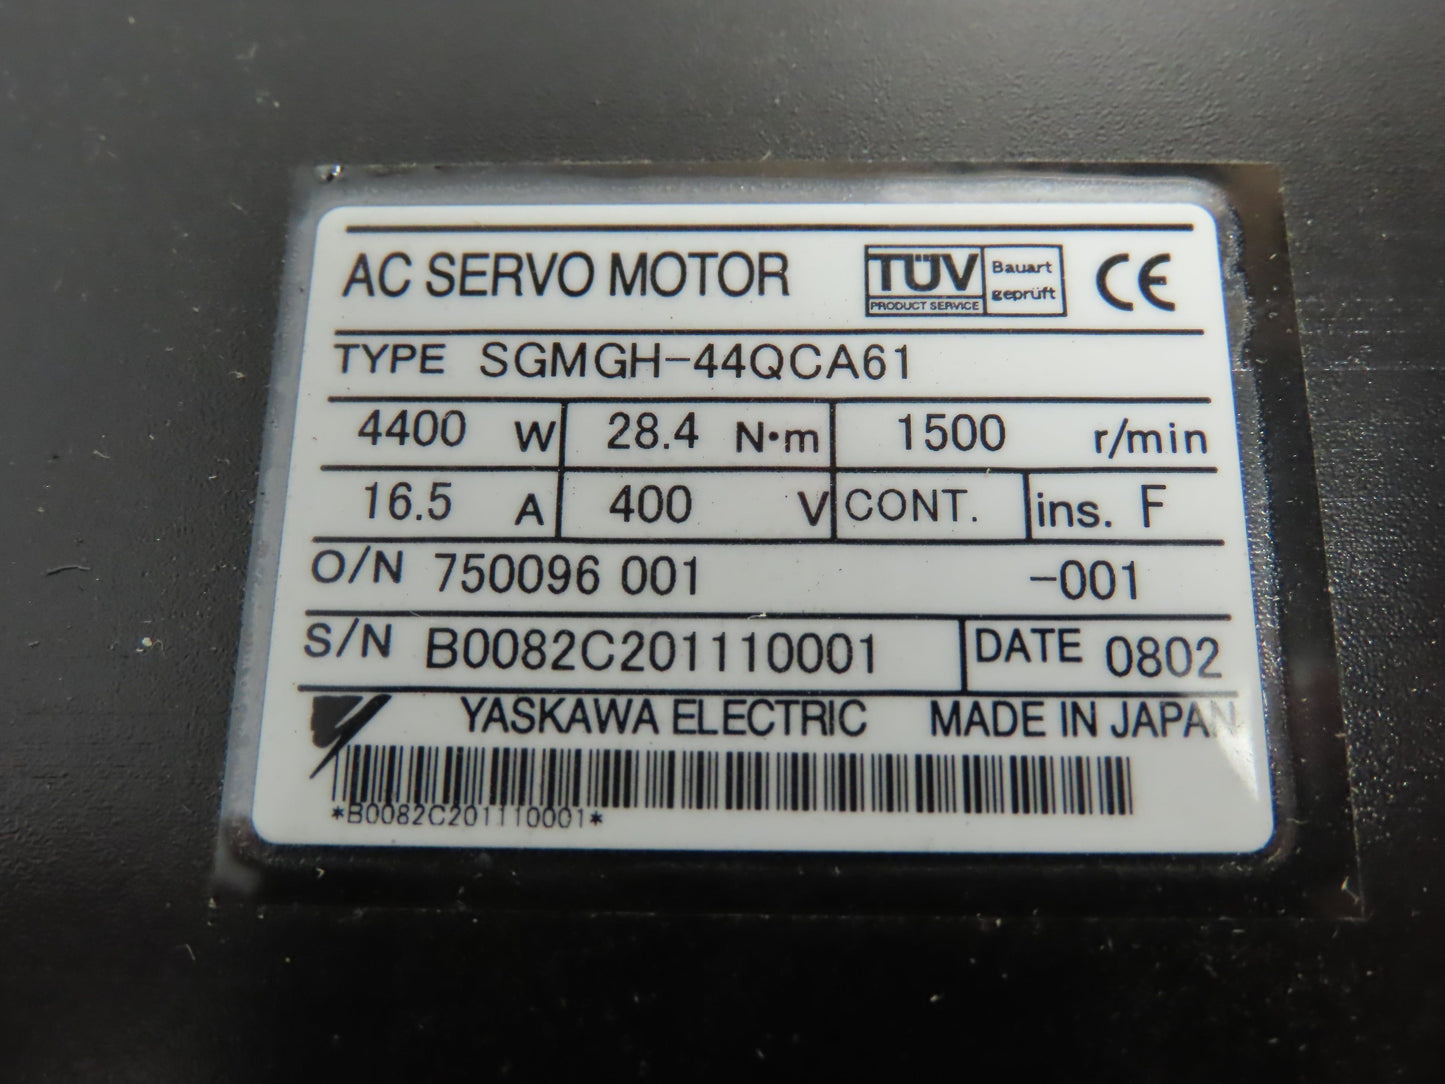 AC SERVO MOTOR TÜV PRODUCT SERVICE Bauart geprüft CE
TYPE SGMGH-44QCA61
4400 W 28.4 N·m 1500 r/min
16.5 A 400 V CONT. ins. F
O/N 750096 001 -001
S/N B0082C201110001 DATE 0802
YASKAWA ELECTRIC MADE IN JAPAN
*B0082C201110001*